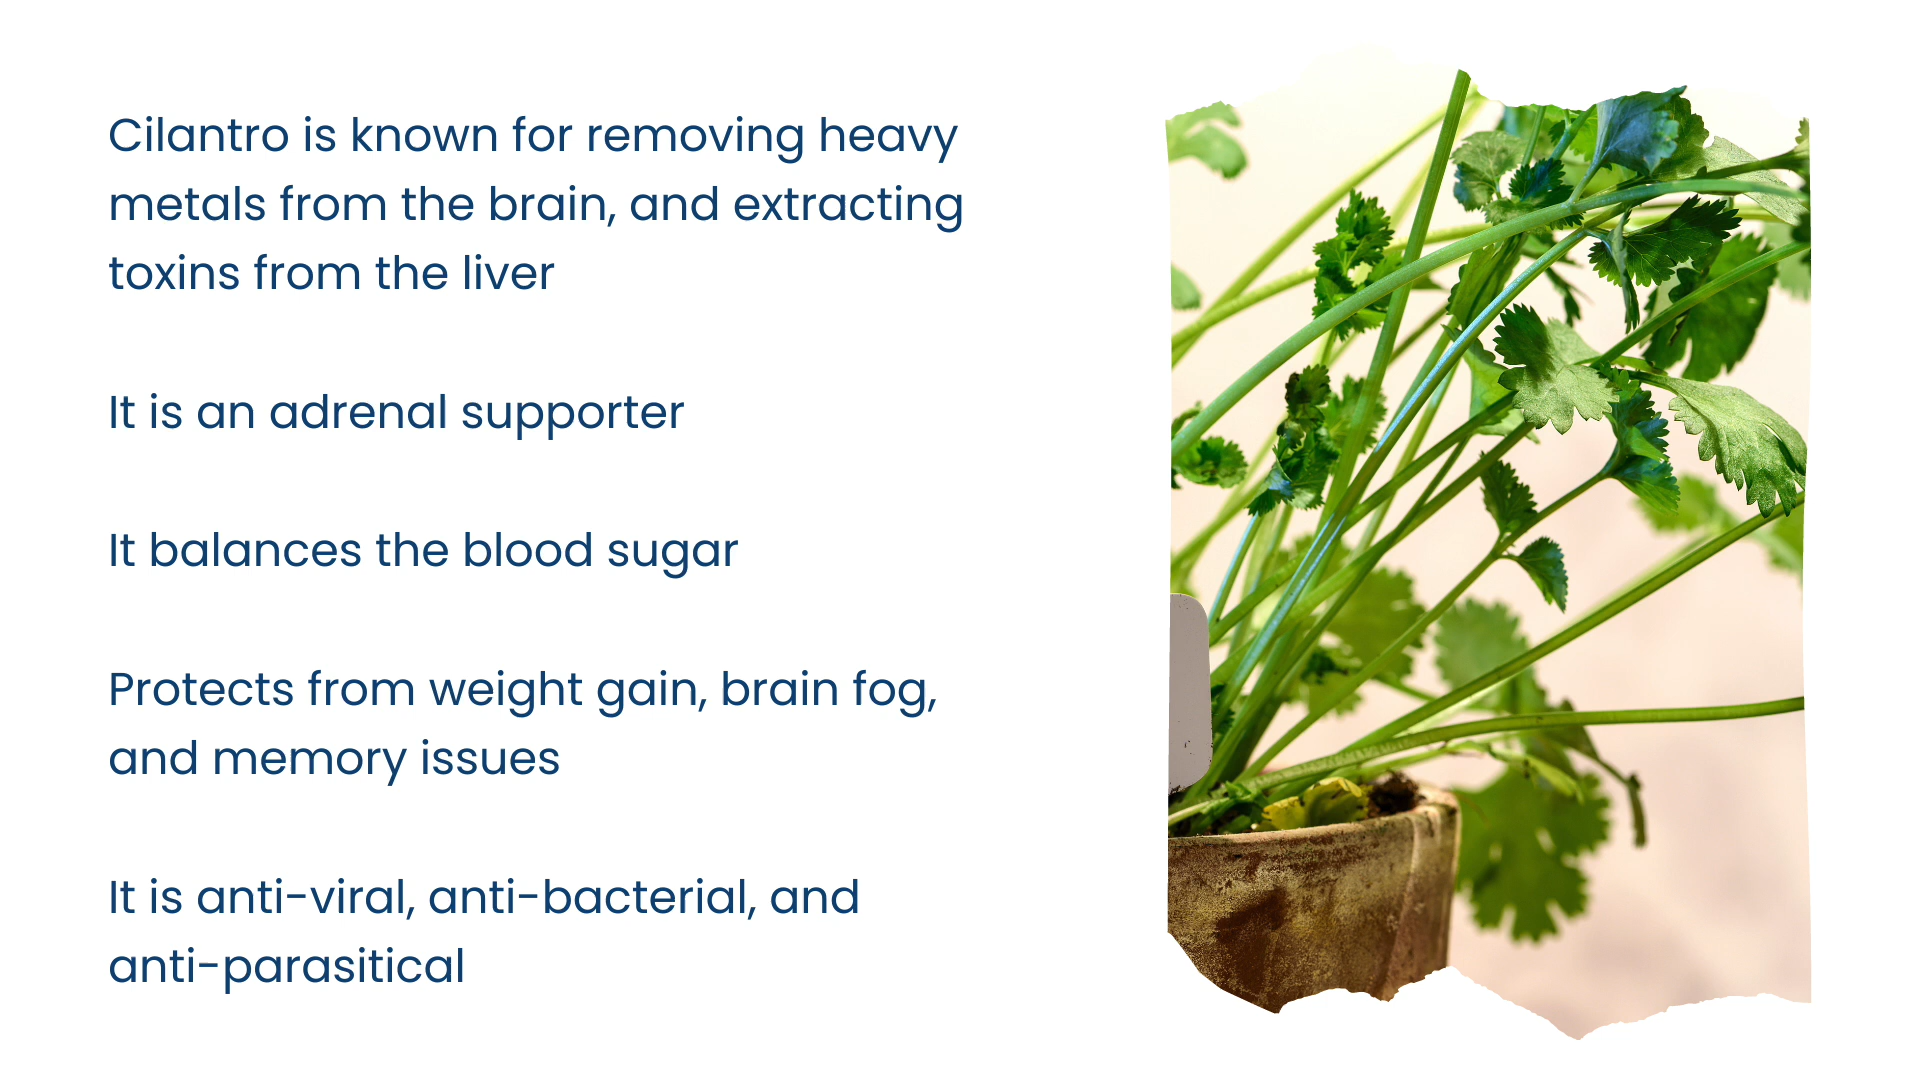 Cilantro is known for removing heavy
metals from the brain, and extracting
toxins from the liver
It is an adrenal supporter
It balances the blood sugar
Protects from weight gain, brain fog,
and memory issues
It is anti-viral, anti-bacterial, and
anti-parasitical